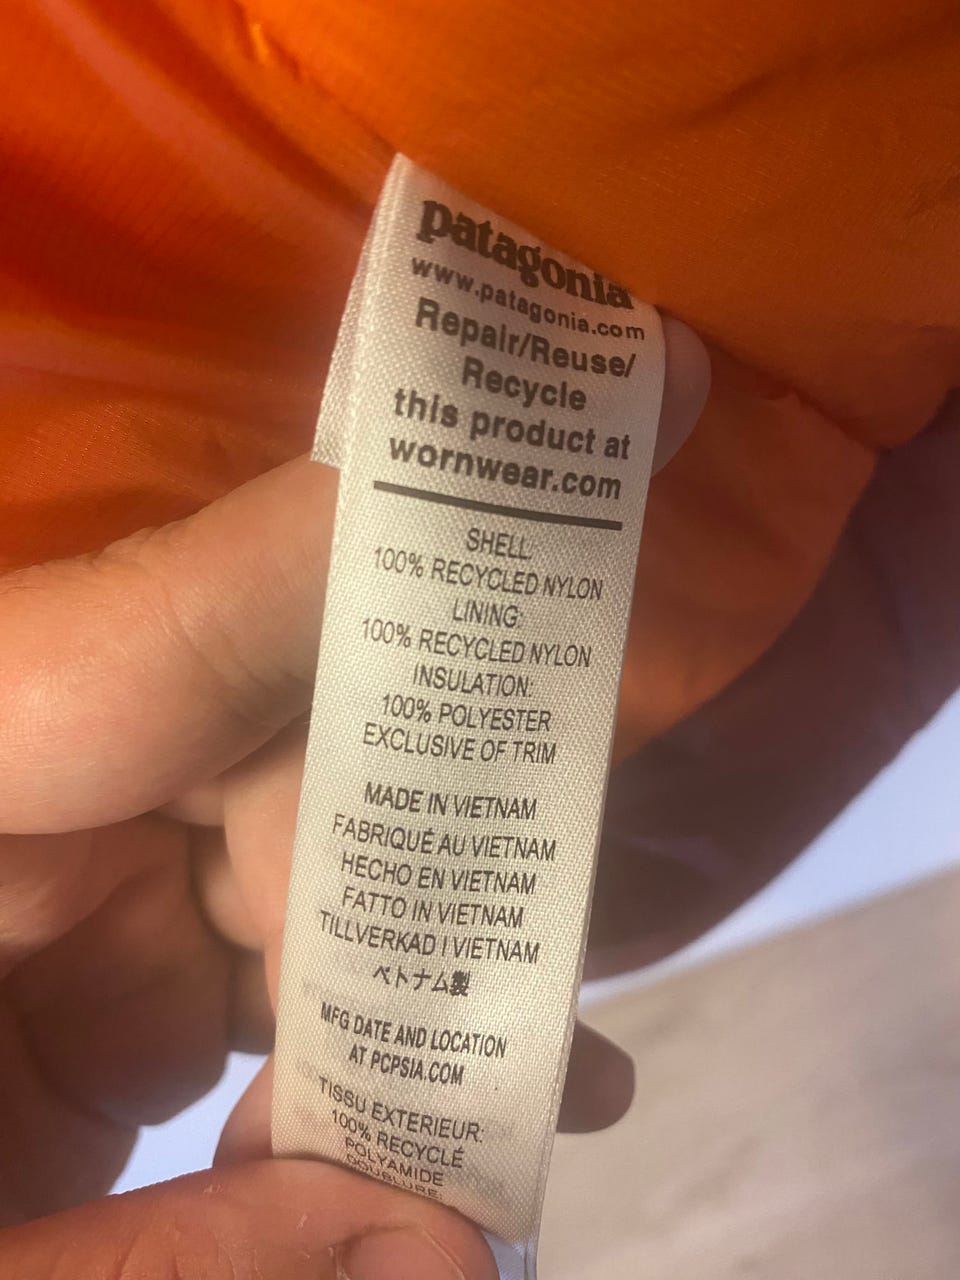 patagonia
www.patagonia.com
Repair/Reuse/
Recycle
this product at
wornwear.com
SHELL:
100% RECYCLED NYLON
LINING:
100% RECYCLED NYLON
INSULATION:
100% POLYESTER
EXCLUSIVE OF TRIM
MADE IN VIETNAM
FABRIQUÉ AU VIETNAM
HECHO EN VIETNAM
FATTO IN VIETNAM
TILLVERKAD I VIETNAM
ベトナム製
MFG DATE AND LOCATION
AT PCPSIA.COM
TISSU EXTERIEUR:
100% RECYCLÉ
POLYAMIDE
DOUBLURE: